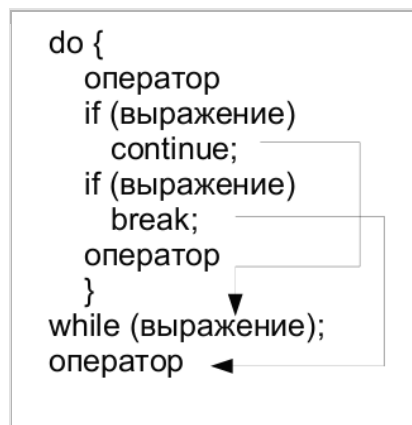 do {
оператор
if (выражение)
continue;
if (выражение)
break;
оператор
}
while (выражение);
оператор